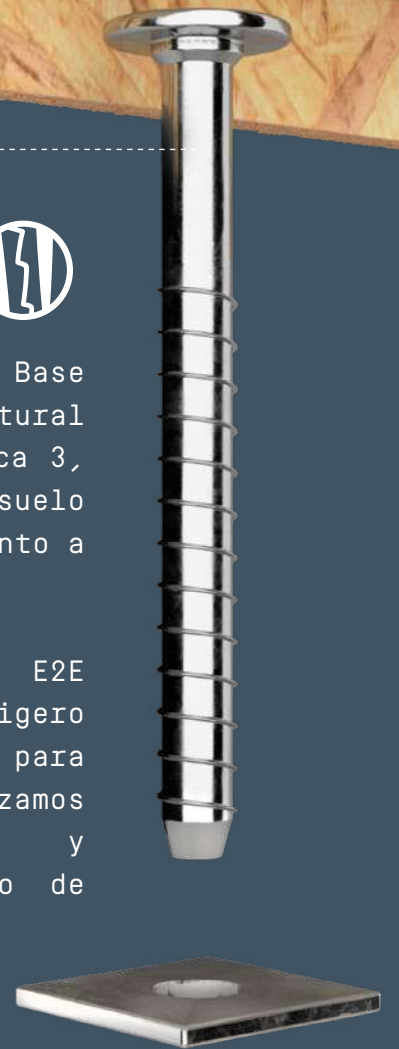 Base
tural
ca 3,
suelo
nto a
E2E
igero
para
zamos
y
o de